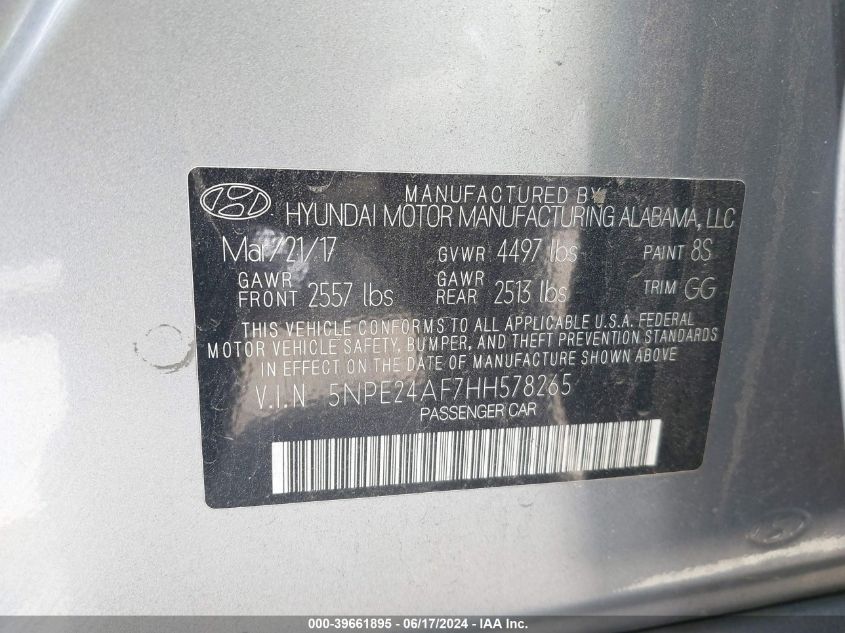 MANUFACTURED BY
HYUNDAI MOTOR MANUFACTURING ALABAMA, LLC
Mar/21/17 GVWR 4497 lbs PAINT 8S
GAWR FRONT 2557 lbs GAWR REAR 2513 lbs TRIM GG
THIS VEHICLE CONFORMS TO ALL APPLICABLE U.S.A. FEDERAL
MOTOR VEHICLE SAFETY, BUMPER, AND THEFT PREVENTION STANDARDS
IN EFFECT ON THE DATE OF MANUFACTURE SHOWN ABOVE.
V.I.N 5NPE24AF7HH578265
PASSENGER CAR
000-39661895 - 06/17/2024 - IAA Inc.